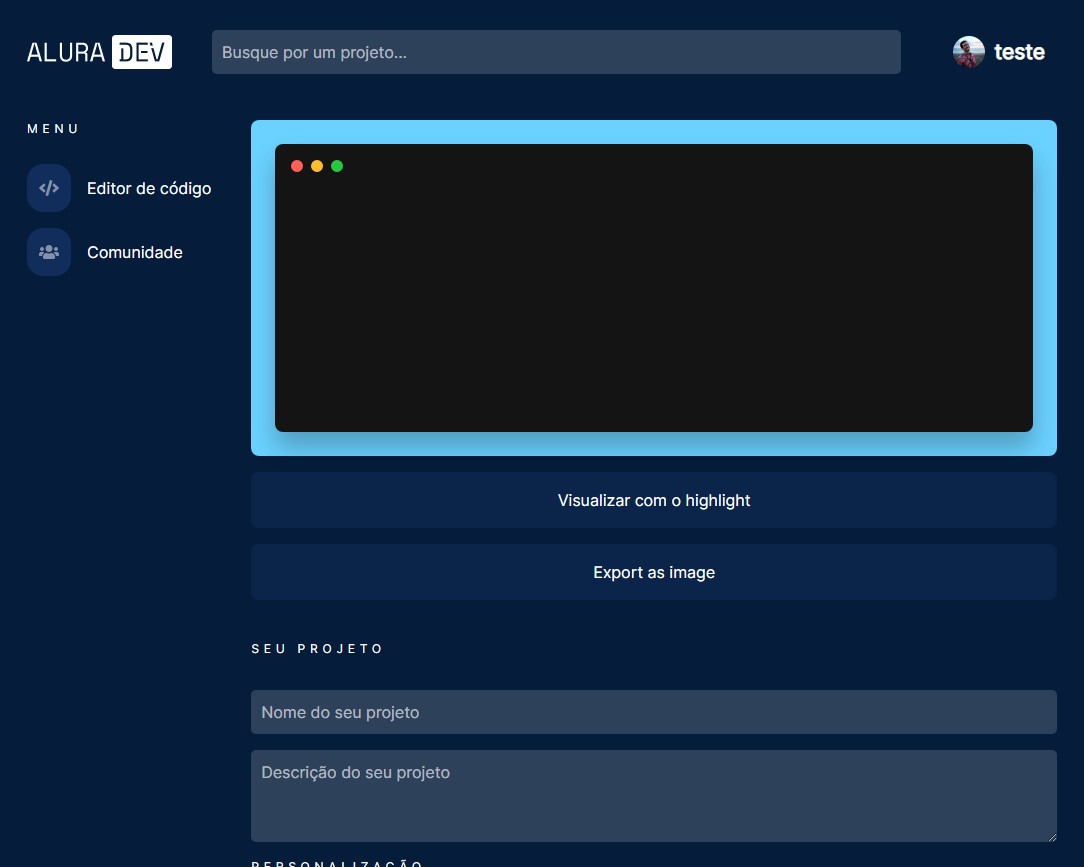 ALURA DEV
Busque por um projeto...
teste
MENU
Editor de código
Comunidade
Visualizar com o highlight
Export as image
SEU PROJETO
Nome do seu projeto
Descrição do seu projeto
PERSONALIZAÇÃO